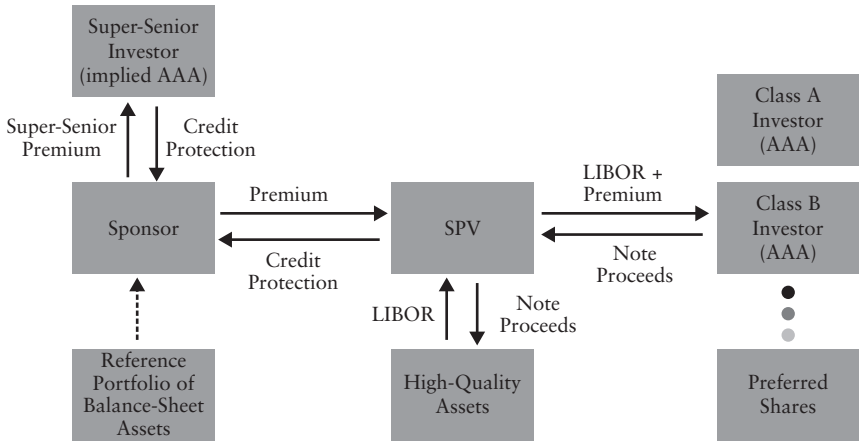 Super-Senior
Investor
(implied AAA)
Super-Senior
Premium
Credit
Protection
Class A
Investor
(AAA)
Sponsor
Premium
Credit
Protection
SPV
LIBOR +
Premium
Note
Proceeds
Class B
Investor
(AAA)
LIBOR
Note
Proceeds
Reference
Portfolio of
Balance-Sheet
Assets
High-Quality
Assets
Preferred
Shares